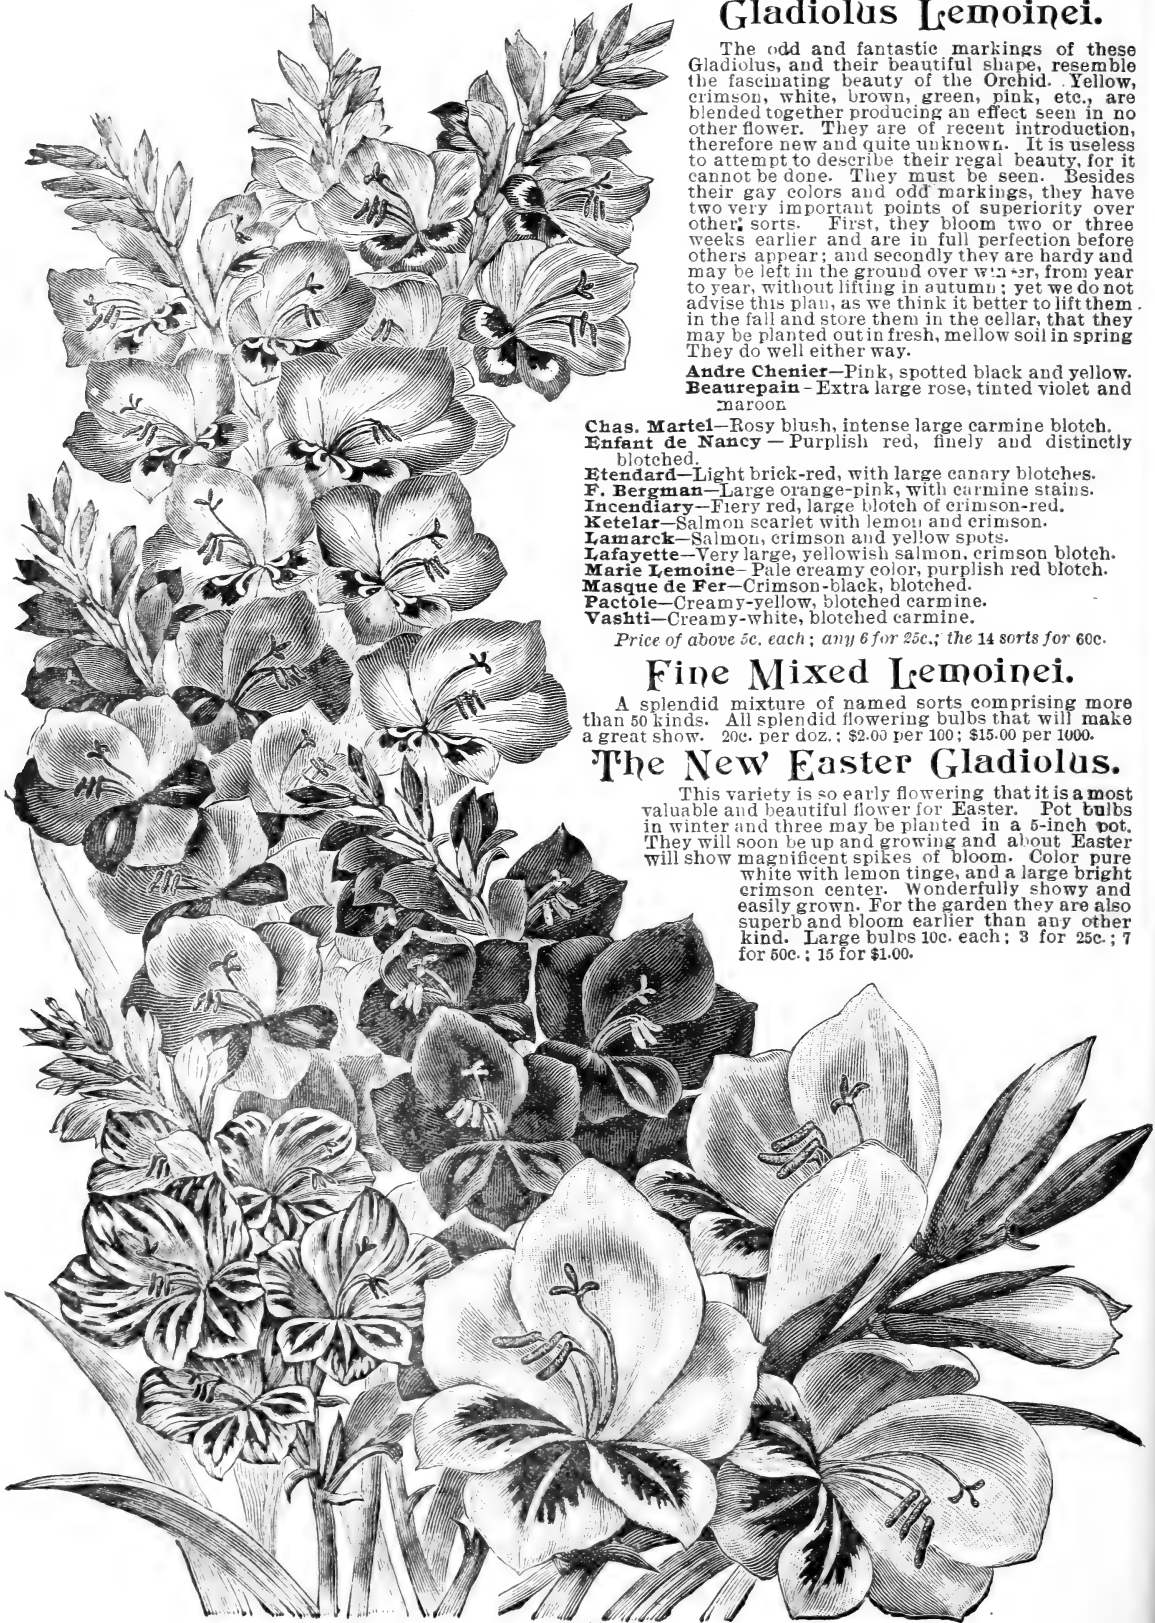 Gladiolus Lemoinei.
The odd and fantastic markings of these
Gladiolus, and their beautiful shape, resemble
the fascinating beauty of the Orchid. Yellow,
crimson, white, brown, green, pink, etc., are
blended together producing an effect seen in no
other flower. They are of recent introduction,
therefore new and quite unknown. It is useless
to attempt to describe their regal beauty, for it
cannot be done. They must be seen. Besides
their gay colors and odd markings, they have
two very important points of superiority over
other sorts. First, they bloom two or three
weeks earlier and are in full perfection before
others appear; and secondly they are hardy and
may be left in the ground over from year
to year, without lifting in autumn; yet we do not
advise this plan, as we think it better to lift them
in the fall and store them in the cellar, that they
may be planted out in fresh, mellow soil in spring
They do well either way.
Andre Chenier—Pink, spotted black and yellow.
Beaurepain-Extra large rose, tinted violet and
maroon
Chas. Martel—Rosy blush, intense large carmine blotch.
Enfant de Nancy—Purplish red, finely and distinctly
blotched.
Etendard—Light brick-red, with large canary blotches.
F. Bergman—Large orange-pink, with carmine stains.
Incendiary—Fiery red, large blotch of crimson-red.
Ketelar—Salmon scarlet with lemon and crimson.
Lamarck—Salmon, crimson and yellow spots.
Lafayette—Very large, yellowish salmon, crimson blotch.
Marie Lemoine-Pale creamy color, purplish red blotch.
Masque de Fer—Crimson-black, blotched.
Pactole—Creamy-yellow, blotched carmine.
Vashti—Creamy-white, blotched carmine.
Price of above 5c. each; any 6 for 25c.; the 14 sorts for 60c.
Fine Mixed Lemoinei.
A splendid mixture of named sorts comprising more
than 50 kinds. All splendid flowering bulbs that will make
a great show. 20c. per doz.; $2.00 per 100; $15.00 per 1000.
The New Easter Gladiolus.
This variety is so early flowering that it is a most
valuable and beautiful flower for Easter. Pot bulbs
in winter and three may be planted in a 5-inch pot.
They will soon be up and growing and about Easter
will show magnificent spikes of bloom. Color pure
white with lemon tinge, and a large bright
crimson center. Wonderfully showy and
easily grown. For the garden they are also
superb and bloom earlier than any other
kind. Large bulbs 10c. each; 3 for 25c.; 7
for 50c.; 15 for $1.00.